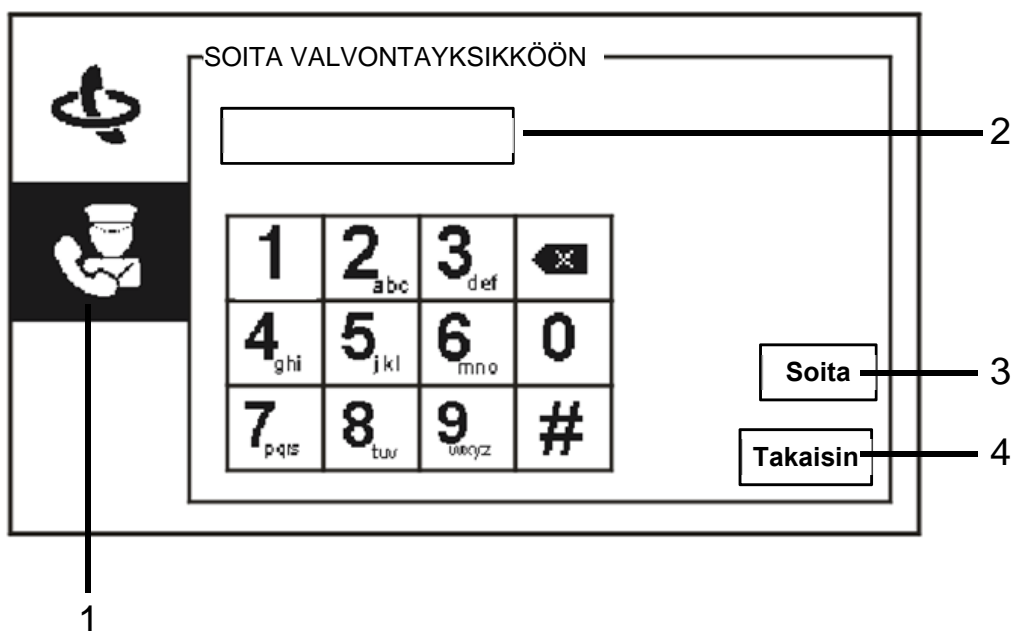 SOITA VALVONTAYKSIKKÖÖN
2
1 2 abc 3 def x
4 ghi 5 jkl 6 mno 0
Soita 3
7 pqrs 8 tuv 9 wxyz #
Takaisin 4
1